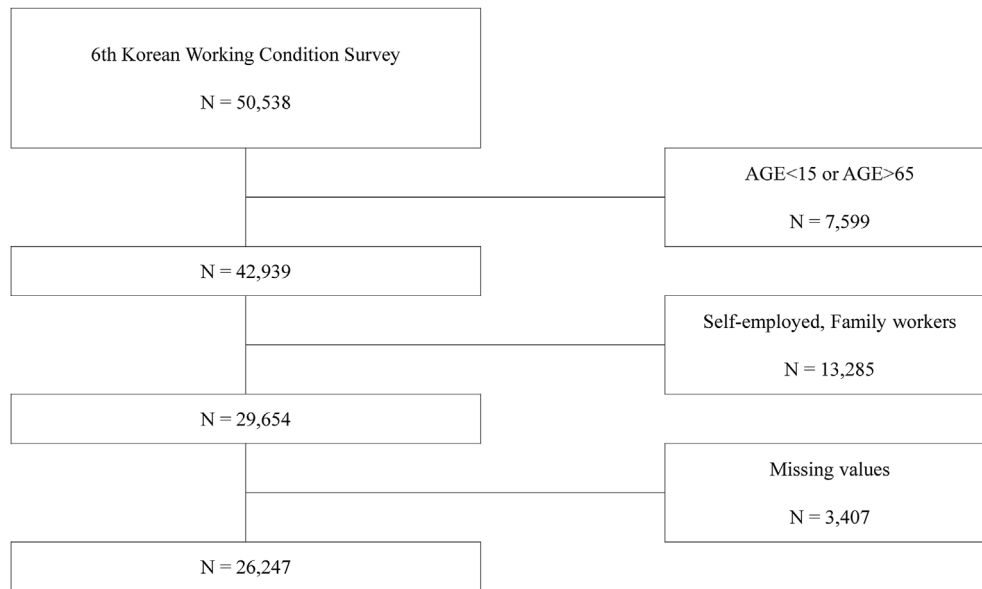 6th Korean Working Condition Survey
N = 50,538
AGE<15 or AGE>65
N = 7,599
N = 42,939
Self-employed, Family workers
N = 13,285
N = 29,654
Missing values
N = 3,407
N = 26,247